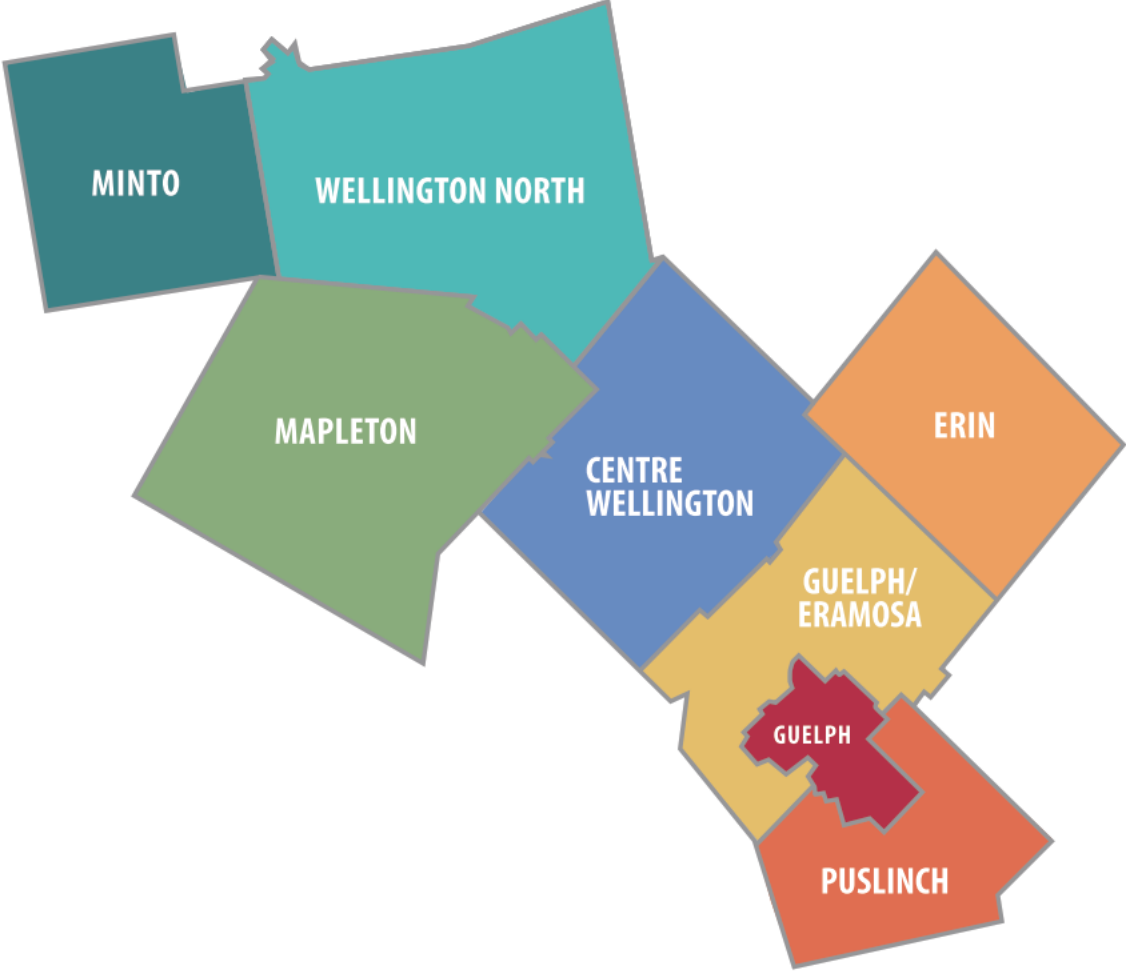 MINTO
WELLINGTON NORTH
MAPLETON
ERIN
CENTRE
WELLINGTON
GUELPH/
ERAMOSA
GUELPH
PUSLINCH